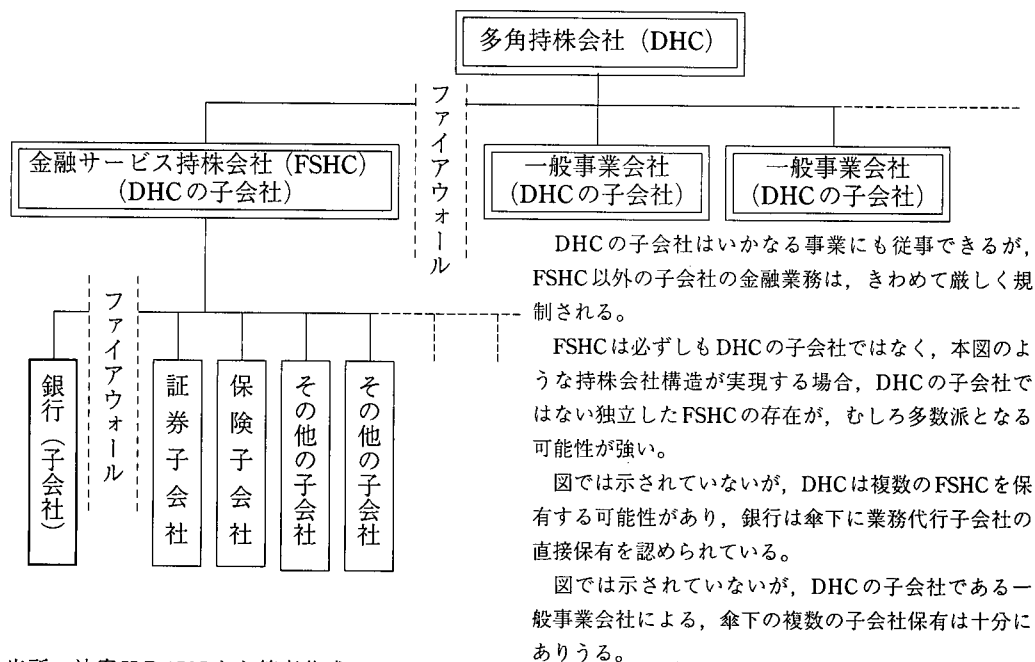 多角持株会社(DHC)
ファイアウォール
金融サービス持株会社(FSHC)
(DHCの子会社)
一般事業会社
(DHCの子会社)
一般事業会社
(DHCの子会社)
ファイアウォール
銀行(子会社)
証券子会社
保険子会社
その他の子会社
その他の子会社
DHCの子会社はいかなる事業にも従事できるが，
FSHC以外の子会社の金融業務は，きわめて厳しく規
制される。
FSHCは必ずしもDHCの子会社ではなく，本図のよ
うな持株会社構造が実現する場合，DHCの子会社で
はない独立したFSHCの存在が，むしろ多数派となる
可能性が強い。
図では示されていないが，DHCは複数のFSHCを保
有する可能性があり，銀行は傘下に業務代行子会社の
直接保有を認められている。
図では示されていないが，DHCの子会社である一
般事業会社による，傘下の複数の子会社保有は十分に
ありうる。